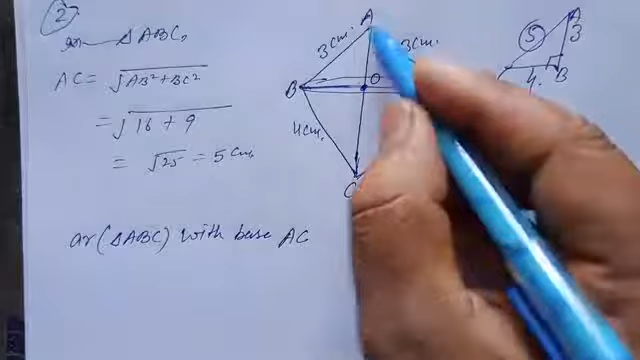 2
In ΔABC,
AC = √AB² + BC²
= √16 + 9
= √25 = 5 cm.
ar(ΔABC) with base AC
A
3cm.
3cm.
B
O
4cm.
C
A
5
3
4.
B